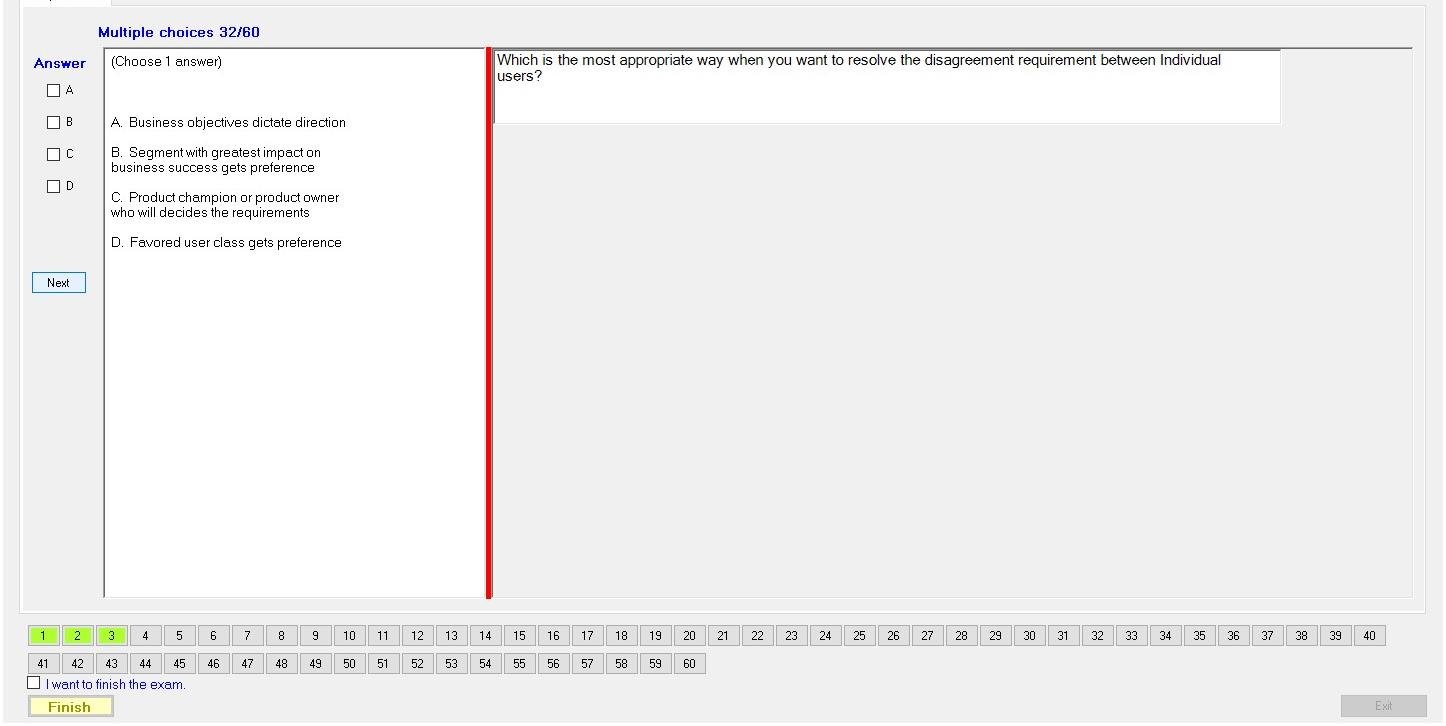 Multiple choices 32/60
Answer
A
B
C
D
Next
(Choose 1 answer)
A. Business objectives dictate direction
B. Segment with greatest impact on
business success gets preference
C. Product champion or product owner
who will decides the requirements
D. Favored user class gets preference
Which is the most appropriate way when you want to resolve the disagreement requirement between Individual
users?
1 2 3 4 5 6 7 8 9 10 11 12 13 14 15 16 17 18 19 20 21 22 23 24 25 26 27 28 29 30 31 32 33 34 35 36 37 38 39 40
41 42 43 44 45 46 47 48 49 50 51 52 53 54 55 56 57 58 59 60
I want to finish the exam.
Finish
Exit